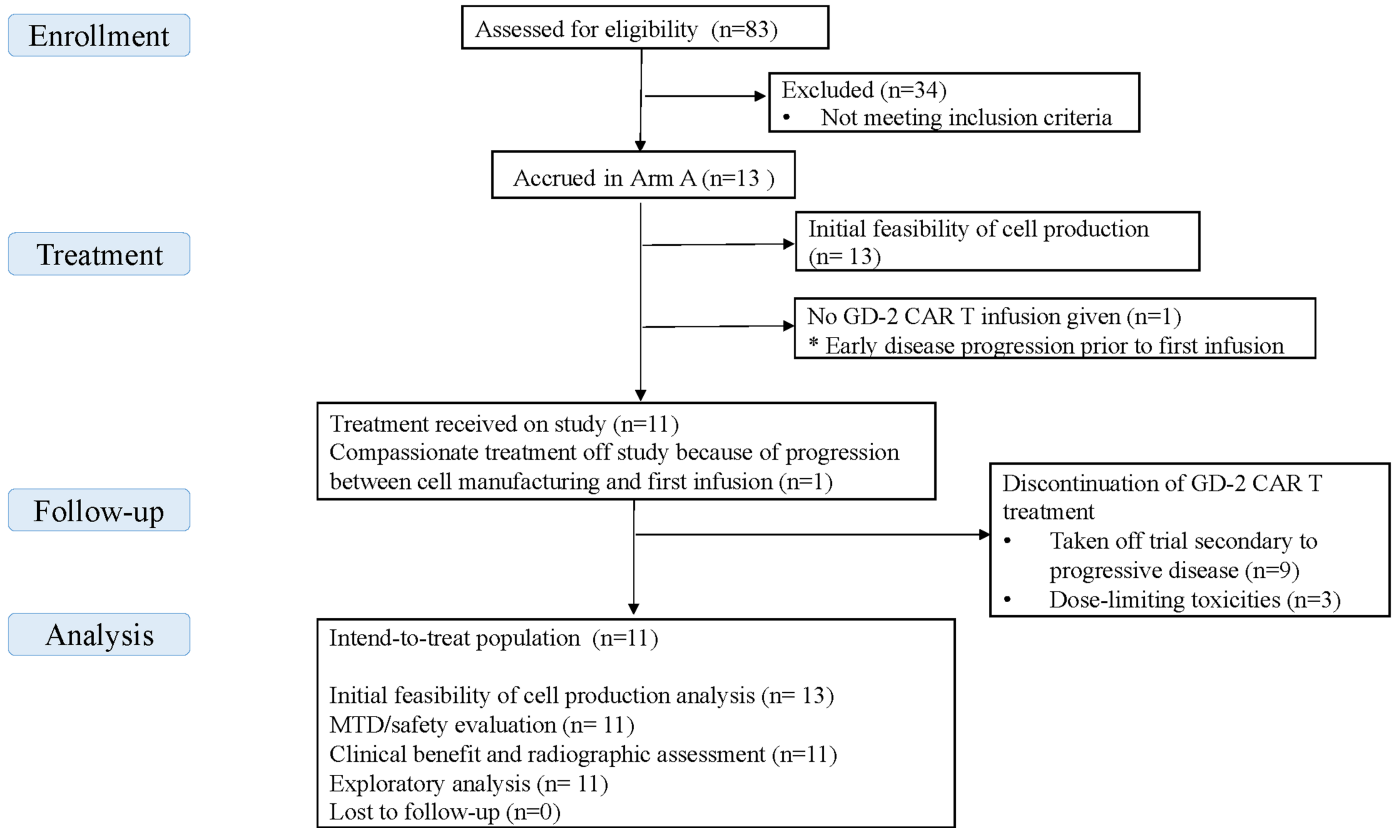 Enrollment
Assessed for eligibility (n=83)
Excluded (n=34)
• Not meeting inclusion criteria
Accrued in Arm A (n=13 )
Treatment
Initial feasibility of cell production
(n= 13)
No GD-2 CAR T infusion given (n=1)
* Early disease progression prior to first infusion
Treatment received on study (n=11)
Compassionate treatment off study because of progression
between cell manufacturing and first infusion (n=1)
Follow-up
Discontinuation of GD-2 CAR T
treatment
• Taken off trial secondary to
progressive disease (n=9)
• Dose-limiting toxicities (n=3)
Analysis
Intend-to-treat population (n=11)
Initial feasibility of cell production analysis (n= 13)
MTD/safety evaluation (n= 11)
Clinical benefit and radiographic assessment (n=11)
Exploratory analysis (n= 11)
Lost to follow-up (n=0)